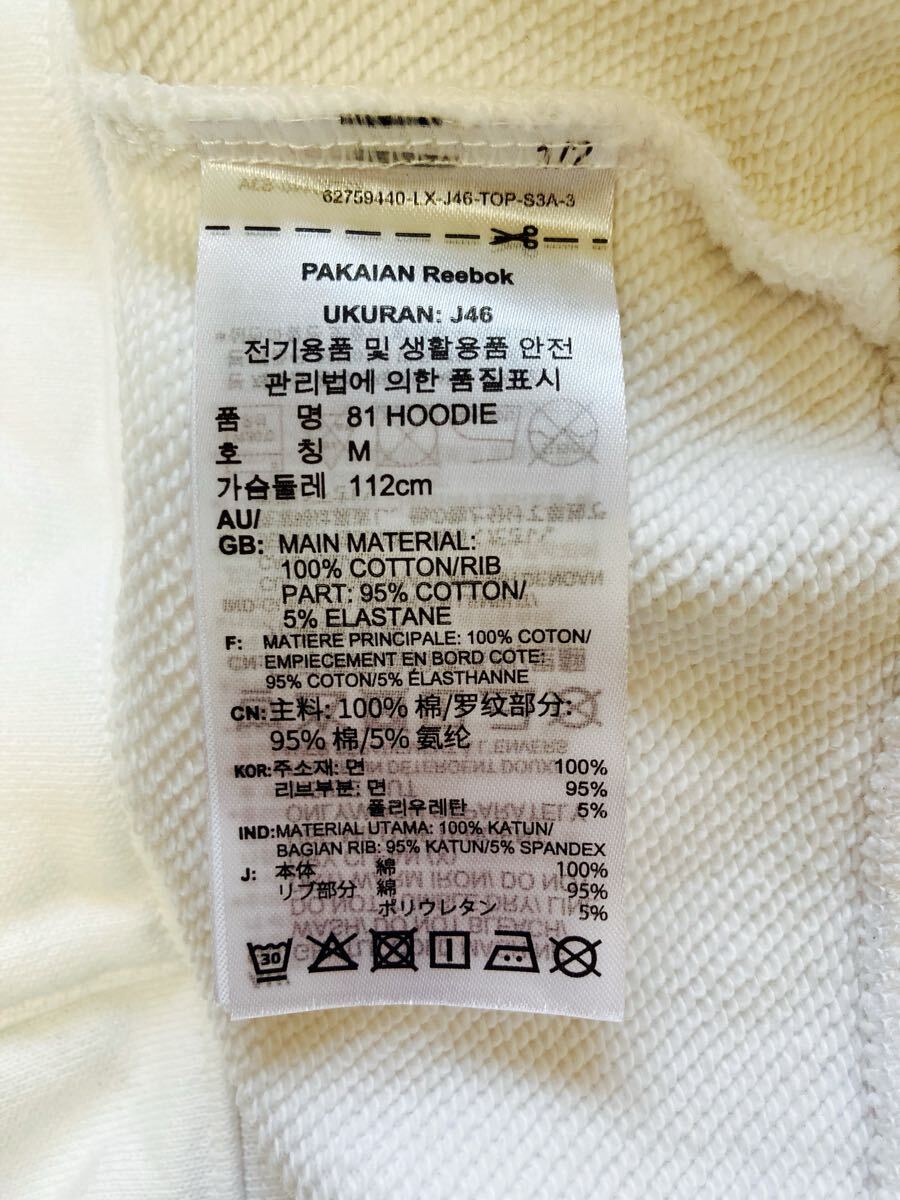 1/2
62759440-LX-J46-TOP-S3A-3
PAKAIAN Reebok
UKURAN: J46
전기용품 및 생활용품 안전
관리법에 의한 품질표시
품 명 81 HOODIE
호 칭 M
가슴둘레 112cm
AU/
GB: MAIN MATERIAL:
100% COTTON/RIB
PART: 95% COTTON/
5% ELASTANE
F: MATIERE PRINCIPALE: 100% COTON/
EMPIECEMENT EN BORD COTE:
95% COTON/5% ÉLASTHANNE
CN:主料: 100% 棉/罗纹部分:
95% 棉/5% 氨纶
KOR:주소재: 면 100%
리브부분: 면 95%
폴리우레탄 5%
IND:MATERIAL UTAMA: 100% KATUN/
BAGIAN RIB: 95% KATUN/5% SPANDEX
J: 本体 綿 100%
リブ部分 綿 95%
ポリウレタン 5%
30